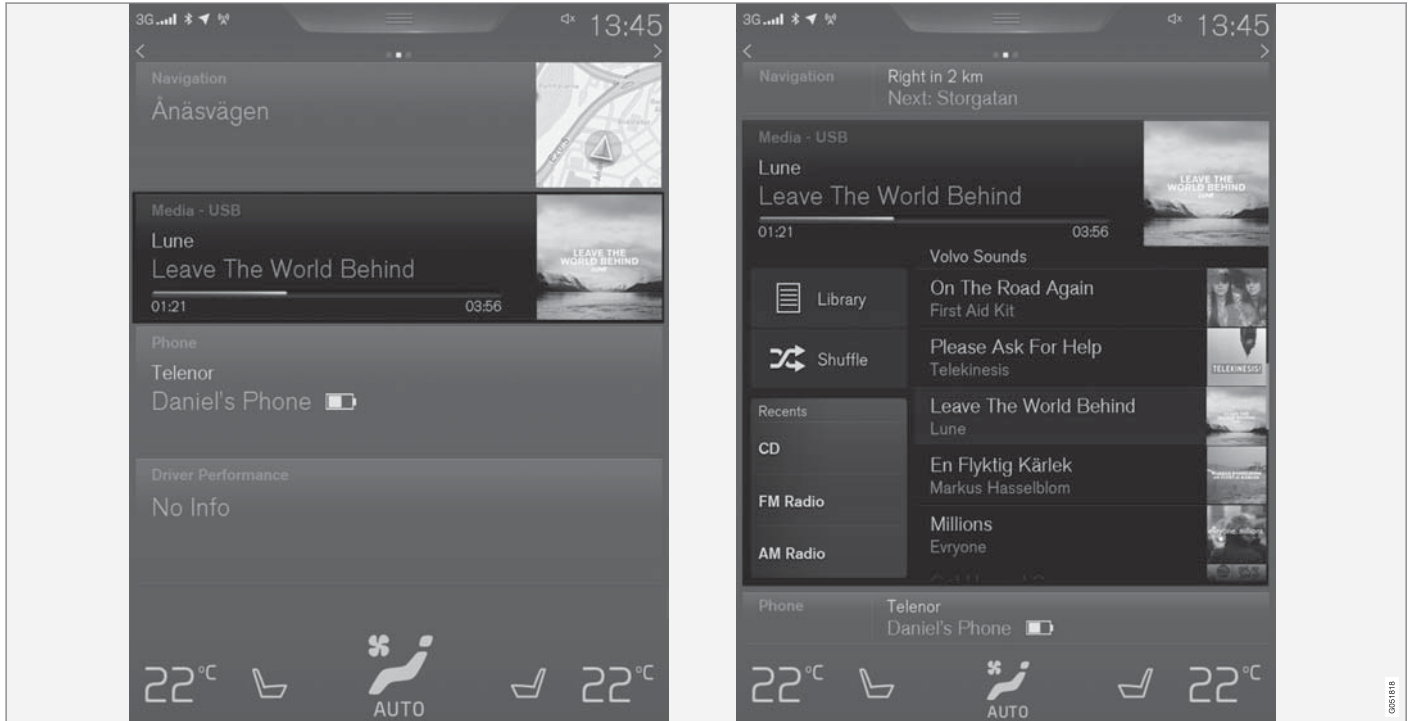 3G
13:45
Navigation
Ånäsvägen
Media - USB
Lune
Leave The World Behind
01:21 03:56
LEAVE THE
WORLD BEHIND
LUNE
Phone
Telenor
Daniel's Phone
Driver Performance
No Info
22°C
AUTO
22°C
3G
13:45
Navigation
Right in 2 km
Next: Storgatan
Media - USB
Lune
Leave The World Behind
01:21 03:56
LEAVE THE
WORLD BEHIND
LUNE
Volvo Sounds
Library
Shuffle
Recents
CD
FM Radio
AM Radio
On The Road Again
First Aid Kit
Please Ask For Help
Telekinesis
TELEKINESIS!
Leave The World Behind
Lune
En Flyktig Kärlek
Markus Hasselblom
Millions
Evryone
Phone
Telenor
Daniel's Phone
22°C
AUTO
22°C
G051818